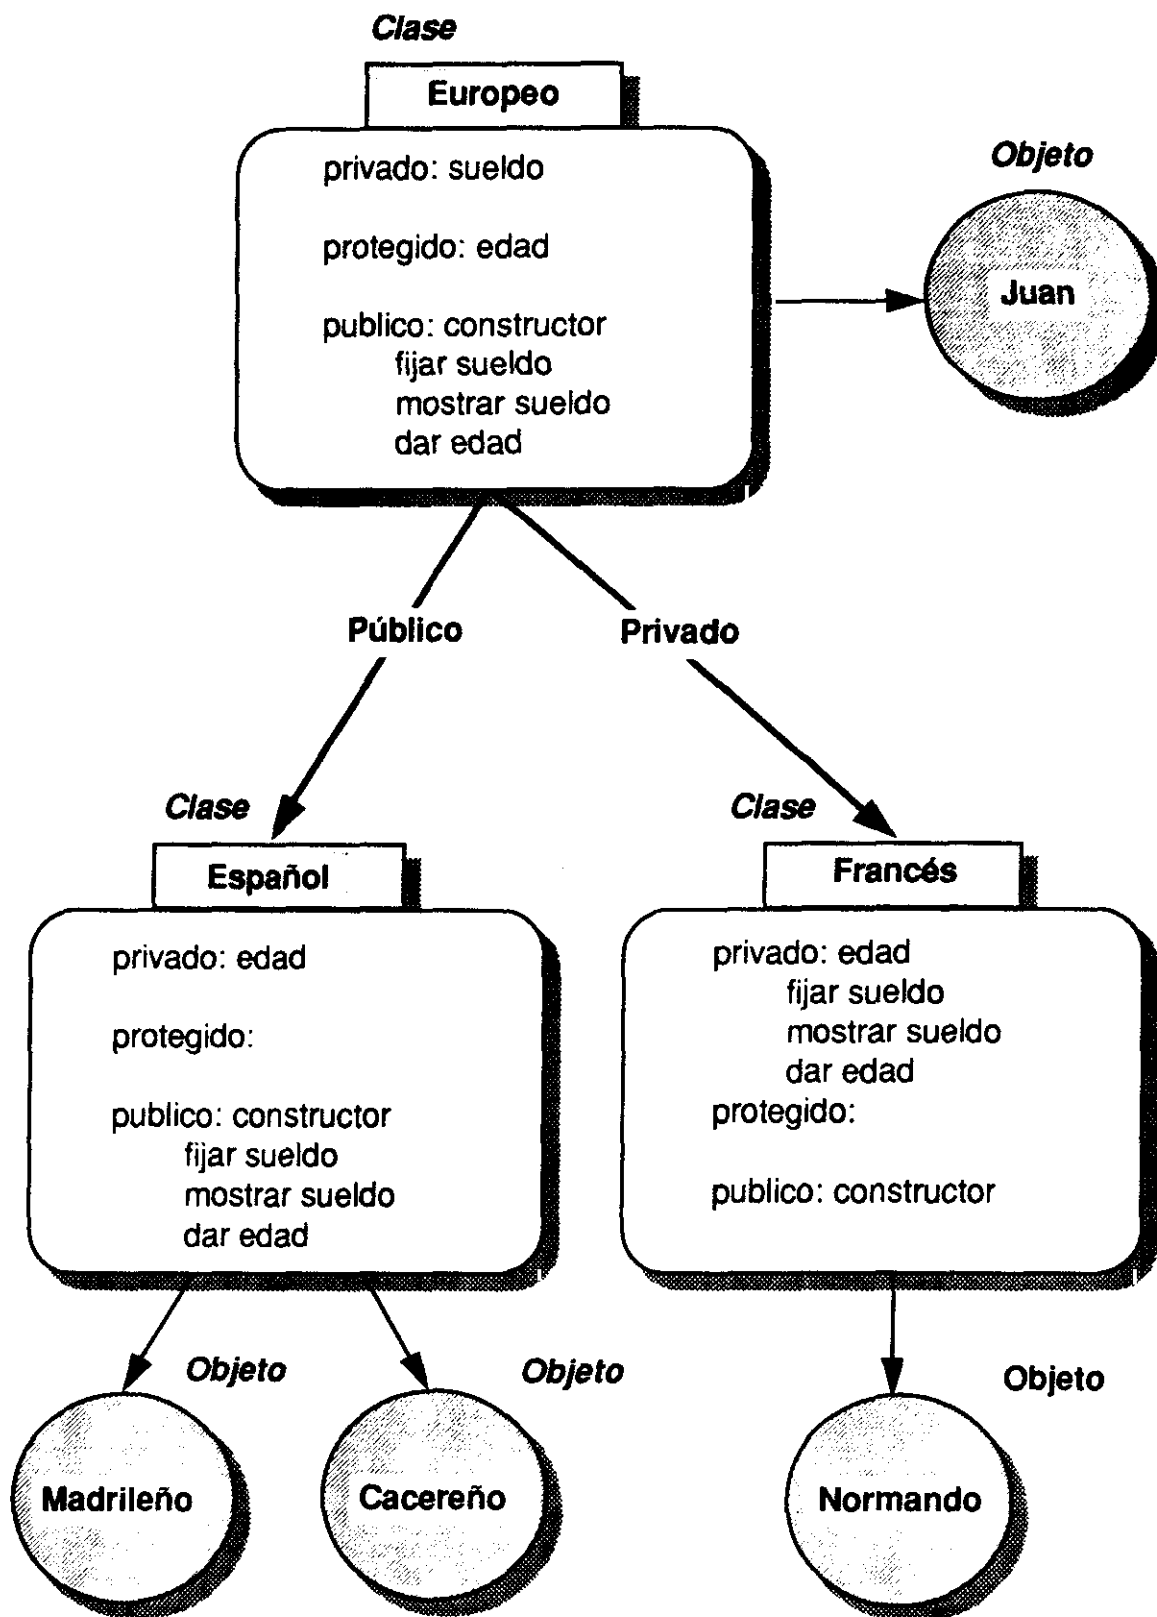 Clase
Europeo
privado: sueldo
protegido: edad
publico: constructor
fijar sueldo
mostrar sueldo
dar edad
Objeto
Juan
Público
Privado
Clase
Español
privado: edad
protegido:
publico: constructor
fijar sueldo
mostrar sueldo
dar edad
Clase
Francés
privado: edad
fijar sueldo
mostrar sueldo
dar edad
protegido:
publico: constructor
Objeto
Madrileño
Objeto
Cacereño
Objeto
Normando